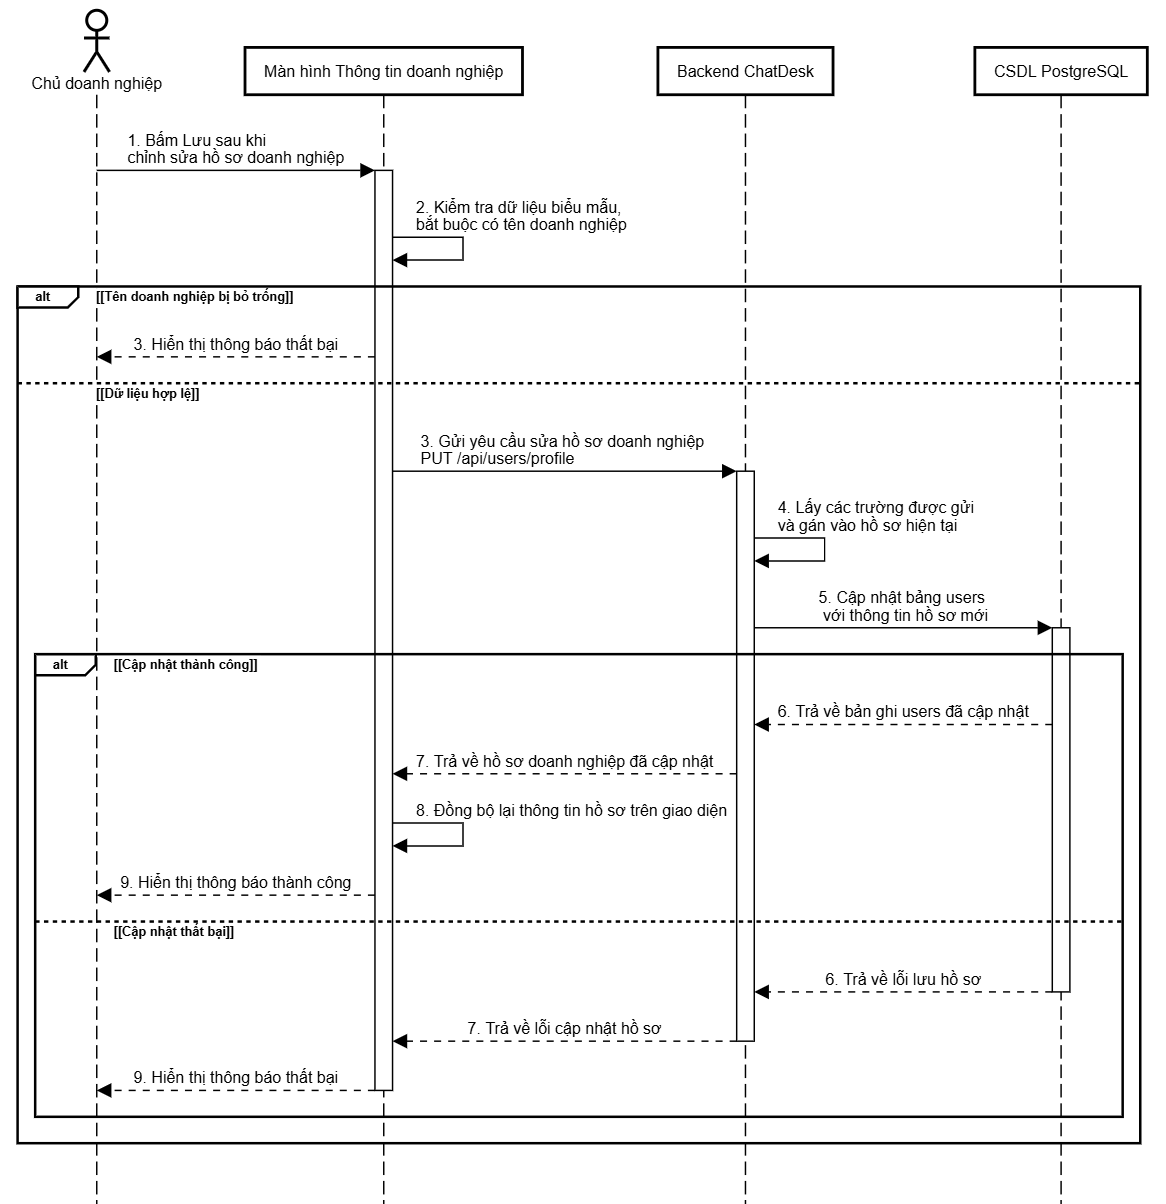 Chủ doanh nghiệp
Màn hình Thông tin doanh nghiệp
Backend ChatDesk
CSDL PostgreSQL
1. Bấm Lưu sau khi
chỉnh sửa hồ sơ doanh nghiệp
2. Kiểm tra dữ liệu biểu mẫu,
bắt buộc có tên doanh nghiệp
alt
[[Tên doanh nghiệp bị bỏ trống]]
3. Hiển thị thông báo thất bại
[[Dữ liệu hợp lệ]]
3. Gửi yêu cầu sửa hồ sơ doanh nghiệp
PUT /api/users/profile
4. Lấy các trường được gửi
và gán vào hồ sơ hiện tại
5. Cập nhật bảng users
với thông tin hồ sơ mới
alt
[[Cập nhật thành công]]
6. Trả về bản ghi users đã cập nhật
7. Trả về hồ sơ doanh nghiệp đã cập nhật
8. Đồng bộ lại thông tin hồ sơ trên giao diện
9. Hiển thị thông báo thành công
[[Cập nhật thất bại]]
6. Trả về lỗi lưu hồ sơ
7. Trả về lỗi cập nhật hồ sơ
9. Hiển thị thông báo thất bại